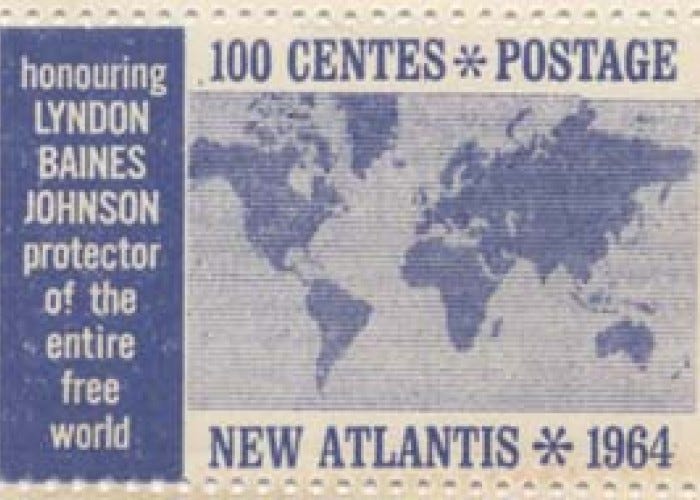 honouring
LYNDON
BAINES
JOHNSON
protector
of the
entire
free
world
100 CENTES * POSTAGE
NEW ATLANTIS * 1964